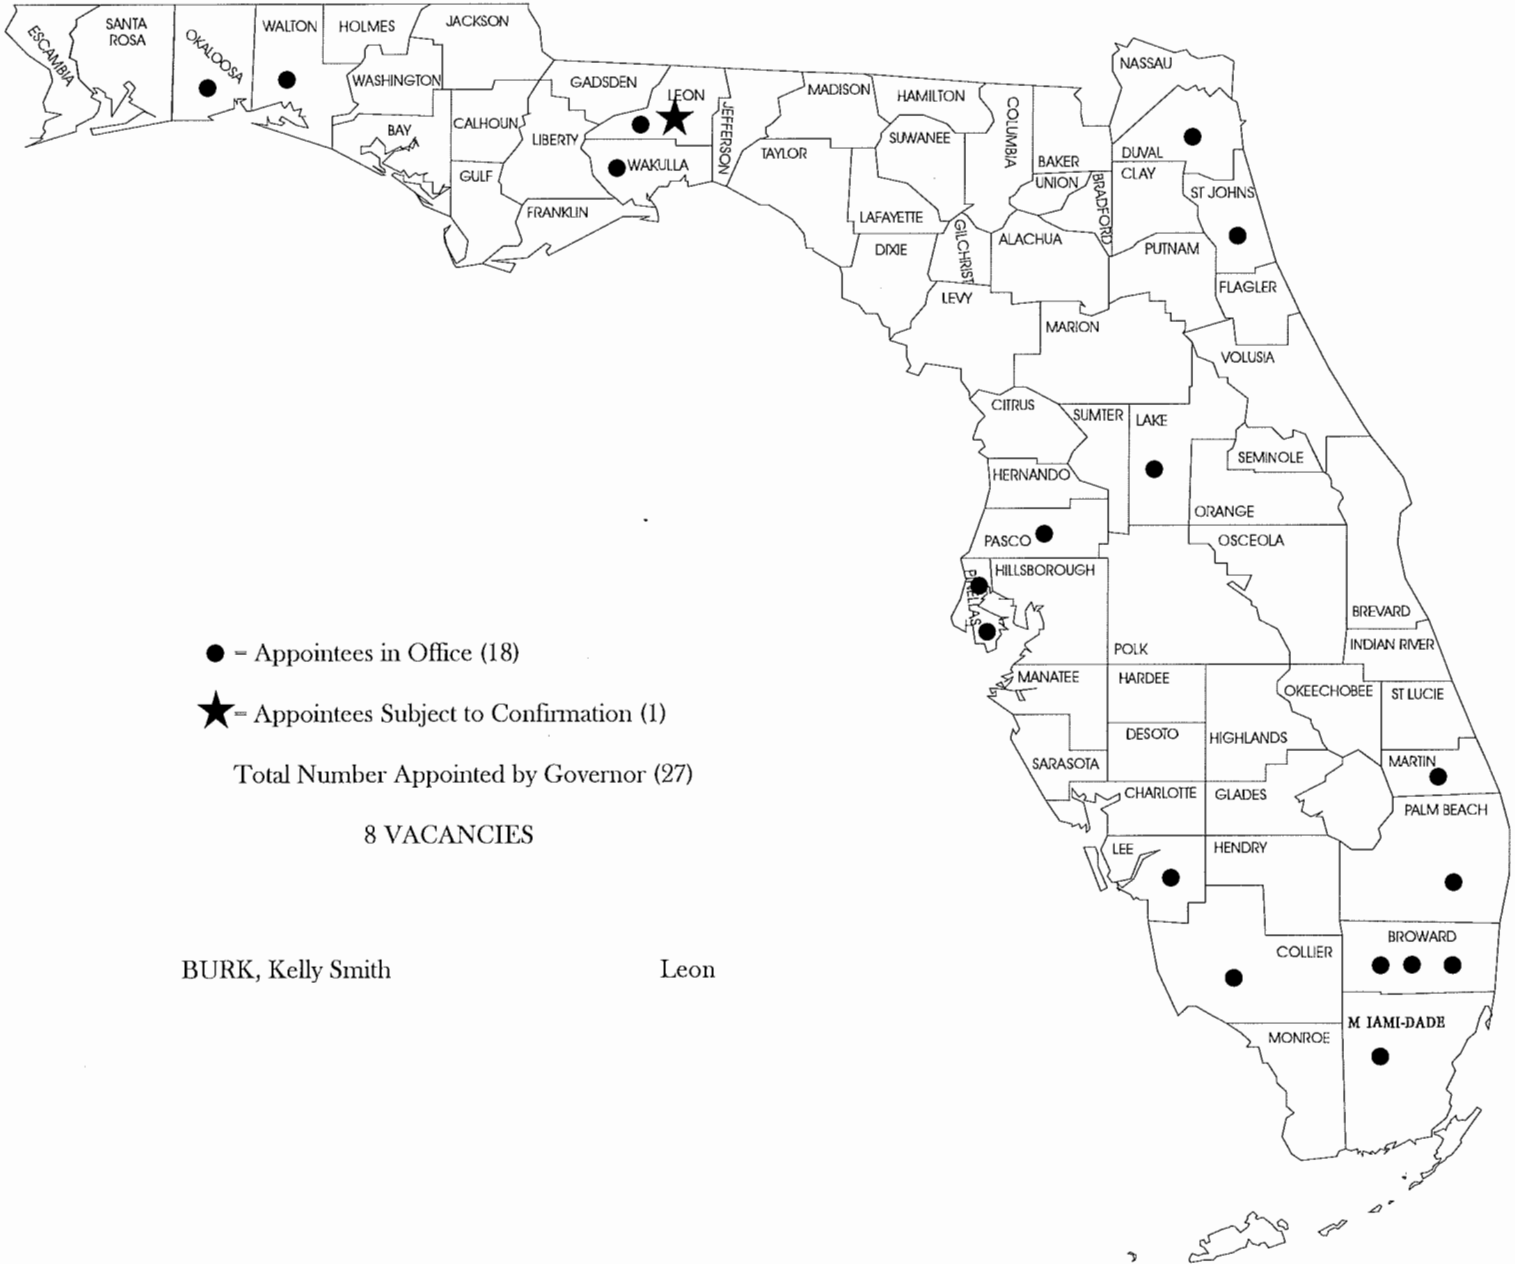 ESCAMBIA
SANTA
ROSA
OKALOOSA
WALTON
HOLMES
JACKSON
WASHINGTON
BAY
CALHOUN
GULF
GADSDEN
LIBERTY
FRANKLIN
LEON
WAKULLA
JEFFERSON
MADISON
TAYLOR
HAMILTON
SUWANEE
LAFAYETTE
DIXIE
COLUMBIA
GILCHRIST
LEVY
NASSAU
BAKER
UNION
BRADFORD
ALACHUA
DUVAL
CLAY
ST JOHNS
PUTNAM
FLAGLER
MARION
VOLUSIA
CITRUS
SUMTER
LAKE
SEMINOLE
HERNANDO
ORANGE
PASCO
OSCEOLA
PINELLAS
HILLSBOROUGH
POLK
BREVARD
INDIAN RIVER
MANATEE
HARDEE
OKEECHOBEE
ST LUCIE
DESOTO
HIGHLANDS
SARASOTA
MARTIN
CHARLOTTE
GLADES
PALM BEACH
LEE
HENDRY
COLLIER
BROWARD
MONROE
M IAMI-DADE
= Appointees in Office (18)
= Appointees Subject to Confirmation (1)
Total Number Appointed by Governor (27)
8 VACANCIES
BURK, Kelly Smith Leon